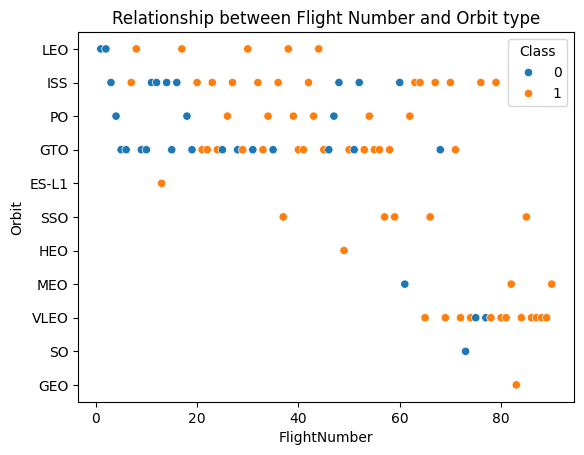 Relationship between Flight Number and Orbit type
LEO
ISS
PO
GTO
ES-L1
SSO
HEO
MEO
VLEO
SO
GEO
Orbit
Class
0
1
0
20
40
60
80
FlightNumber